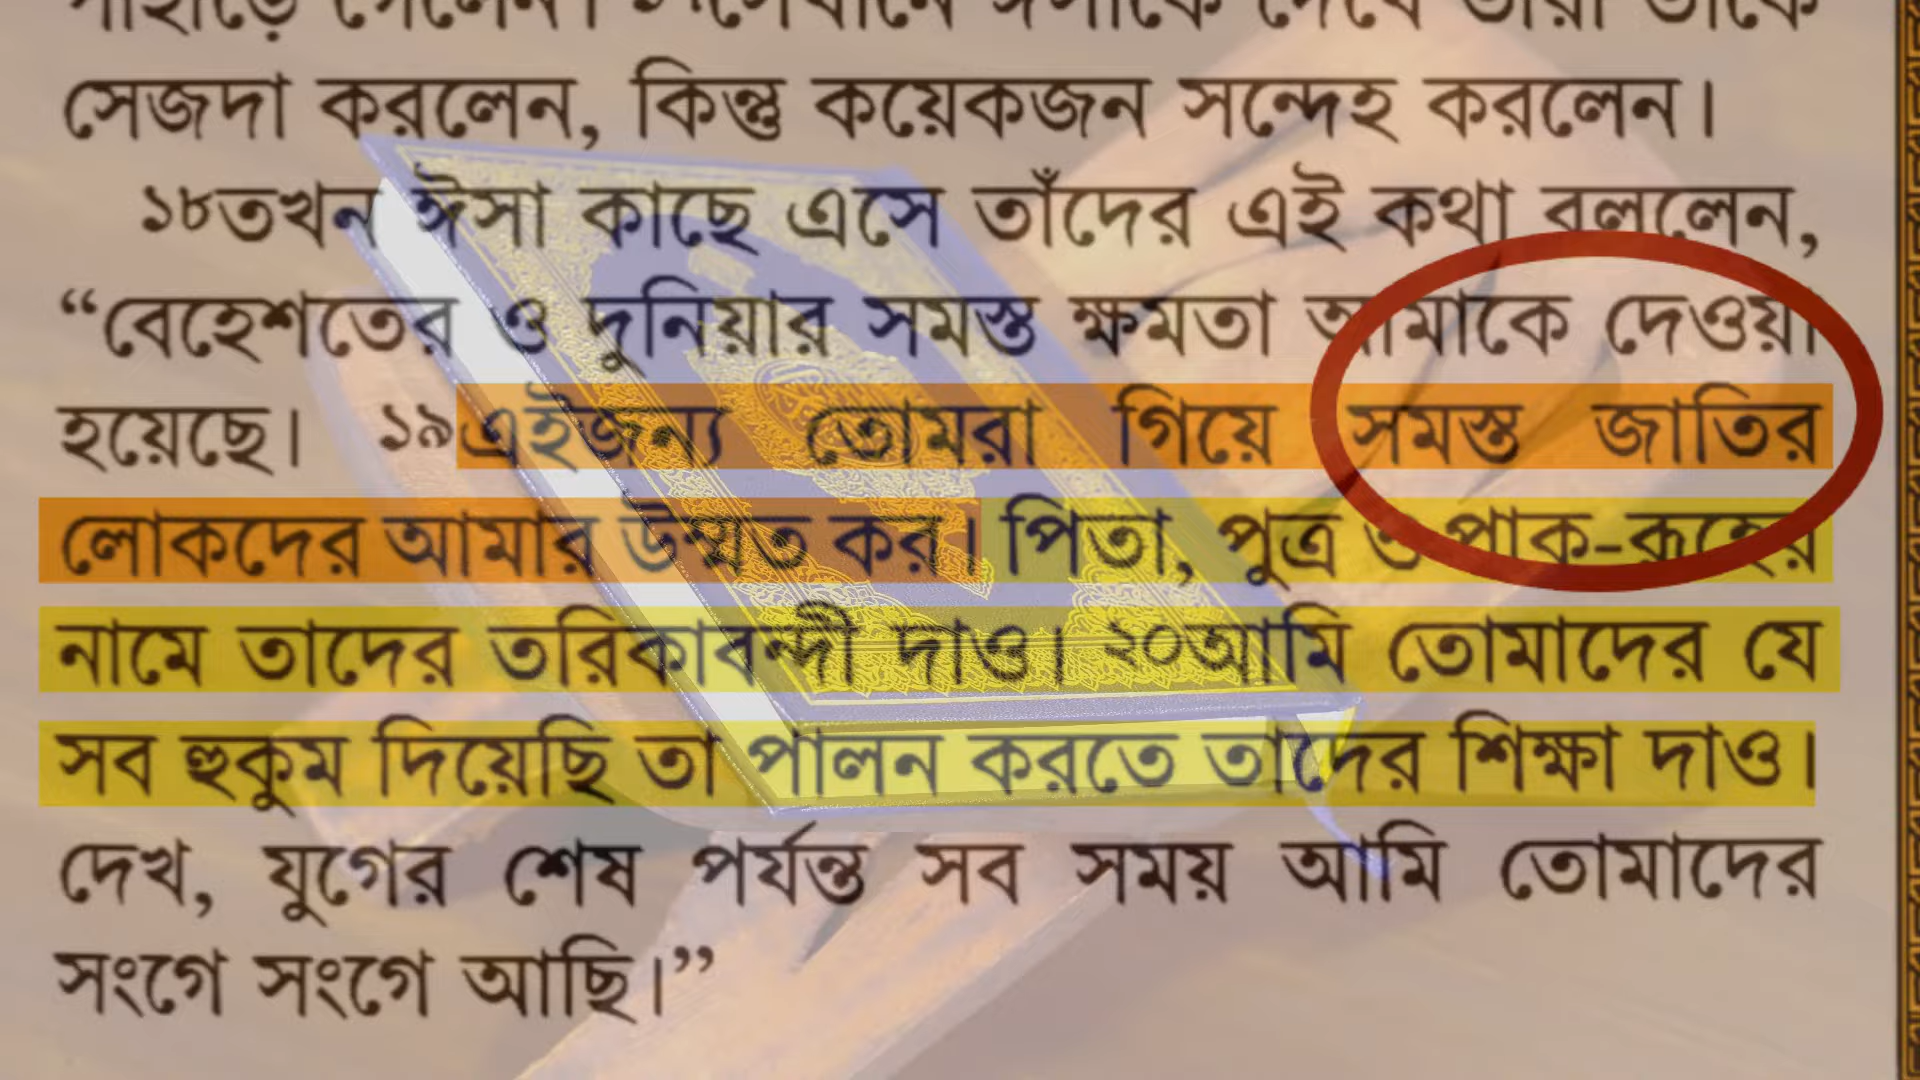 পাহাড়ে গেলেন। ১৭সেখানে ঈসাকে দেখে তাঁরা তাঁকে
সেজদা করলেন, কিন্তু কয়েকজন সন্দেহ করলেন।
১৮তখন ঈসা কাছে এসে তাঁদের এই কথা বললেন,
“বেহেশতের ও দুনিয়ার সমস্ত ক্ষমতা আমাকে দেওয়া
হয়েছে। ১৯এইজন্য তোমরা গিয়ে সমস্ত জাতির
লোকদের আমার উম্মত কর। পিতা, পুত্র ও পাক-রূহের
নামে তাদের তরিকাবন্দী দাও। ২০আমি তোমাদের যে
সব হুকুম দিয়েছি তা পালন করতে তাদের শিক্ষা দাও।
দেখ, যুগের শেষ পর্যন্ত সব সময় আমি তোমাদের
সংগে সংগে আছি।”